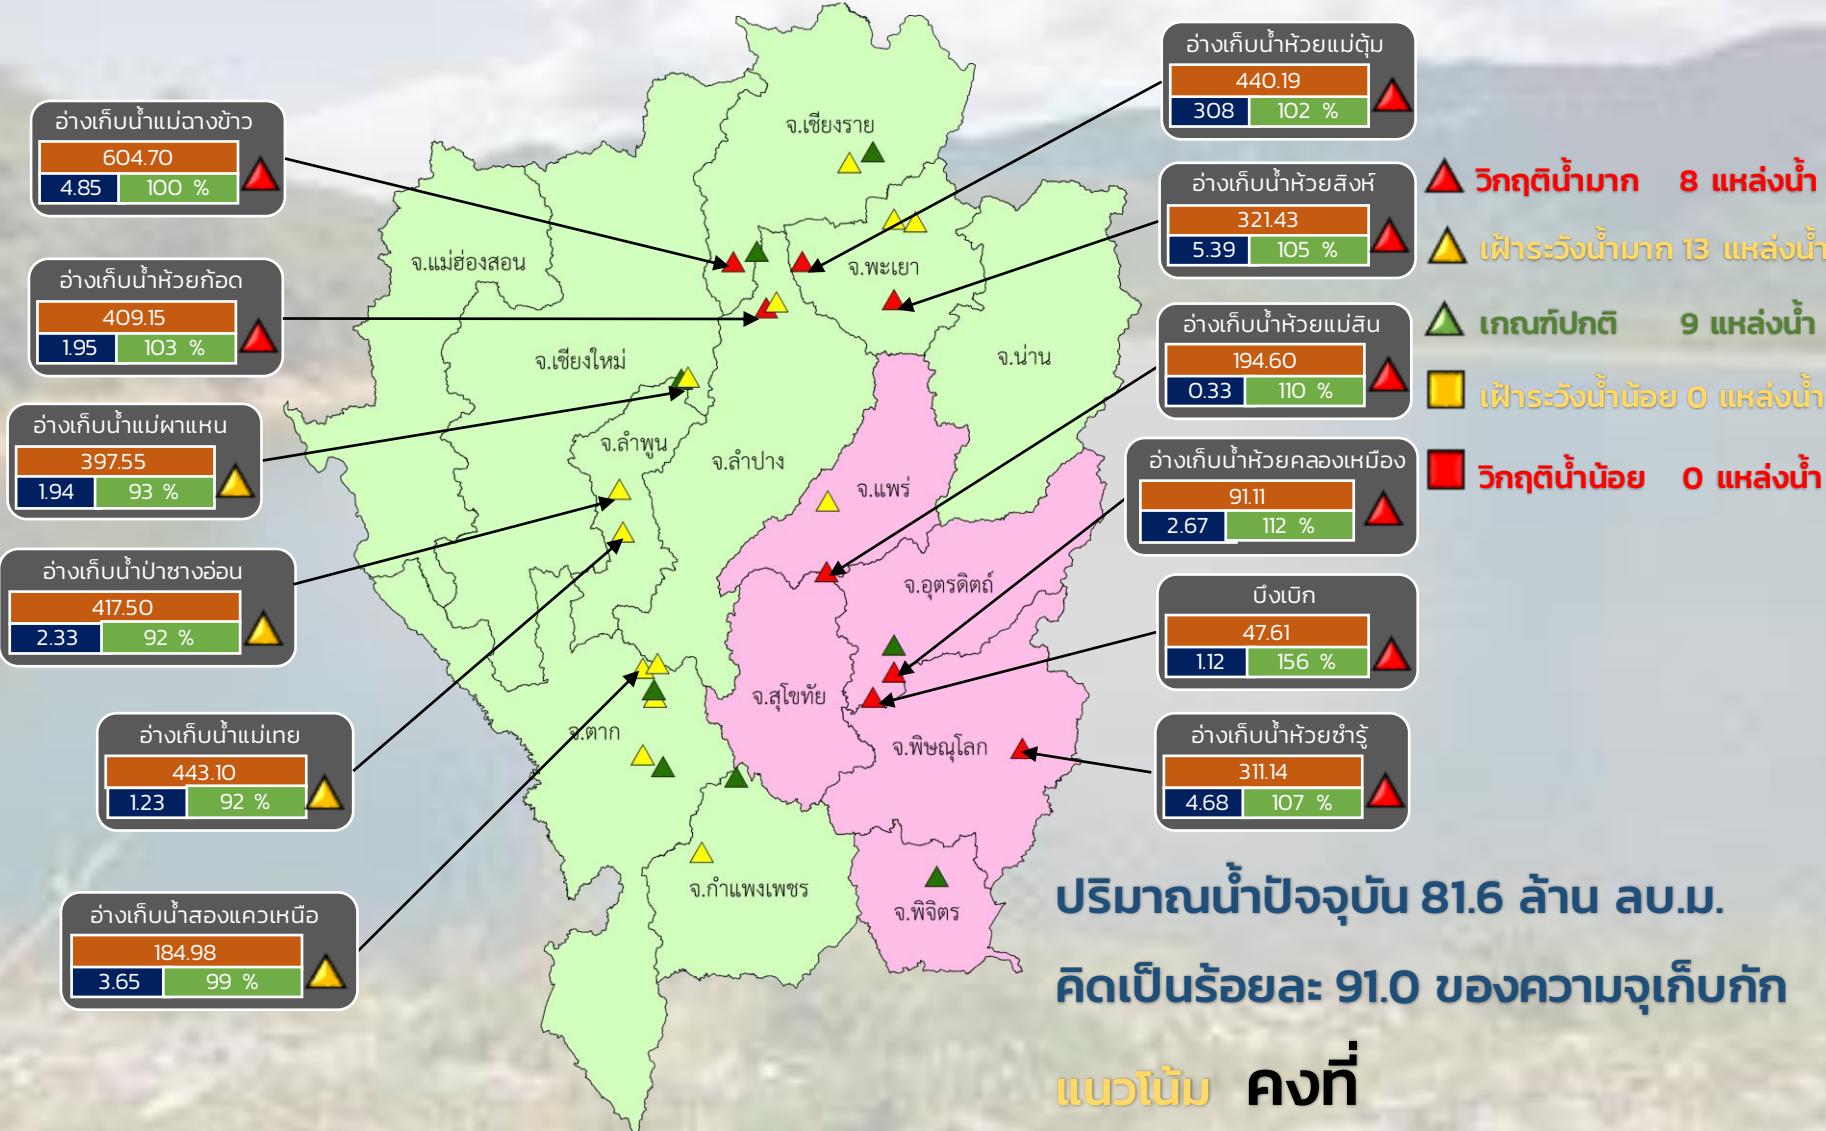 อ่างเก็บน้ำแม่ฉางข้าว
604.70
4.85 100 %
อ่างเก็บน้ำห้วยก้อด
409.15
1.95 103 %
อ่างเก็บน้ำแม่ผาแหน
397.55
1.94 93 %
อ่างเก็บน้ำป่าซางอ่อน
417.50
2.33 92 %
อ่างเก็บน้ำแม่เทย
443.10
1.23 92 %
อ่างเก็บน้ำสองแควเหนือ
184.98
3.65 99 %
จ.เชียงราย
จ.แม่ฮ่องสอน
จ.พะเยา
จ.เชียงใหม่
จ.น่าน
จ.ลำพูน
จ.ลำปาง
จ.แพร่
จ.อุตรดิตถ์
จ.สุโขทัย
จ.ตาก
จ.พิษณุโลก
จ.กำแพงเพชร
จ.พิจิตร
อ่างเก็บน้ำห้วยแม่ตุ้ม
440.19
308 102 %
อ่างเก็บน้ำห้วยสิงห์
321.43
5.39 105 %
อ่างเก็บน้ำห้วยแม่สิน
194.60
0.33 110 %
อ่างเก็บน้ำห้วยคลองเหมือง
91.11
2.67 112 %
บึงเบิก
47.61
1.12 156 %
อ่างเก็บน้ำห้วยซำรู้
311.14
4.68 107 %
วิกฤติน้ำมาก 8 แหล่งน้ำ
เฝ้าระวังน้ำมาก 13 แหล่งน้ำ
เกณฑ์ปกติ 9 แหล่งน้ำ
เฝ้าระวังน้ำน้อย 0 แหล่งน้ำ
วิกฤติน้ำน้อย 0 แหล่งน้ำ
ปริมาณน้ำปัจจุบัน 81.6 ล้าน ลบ.ม.
คิดเป็นร้อยละ 91.0 ของความจุเก็บกัก
แนวโน้ม คงที่